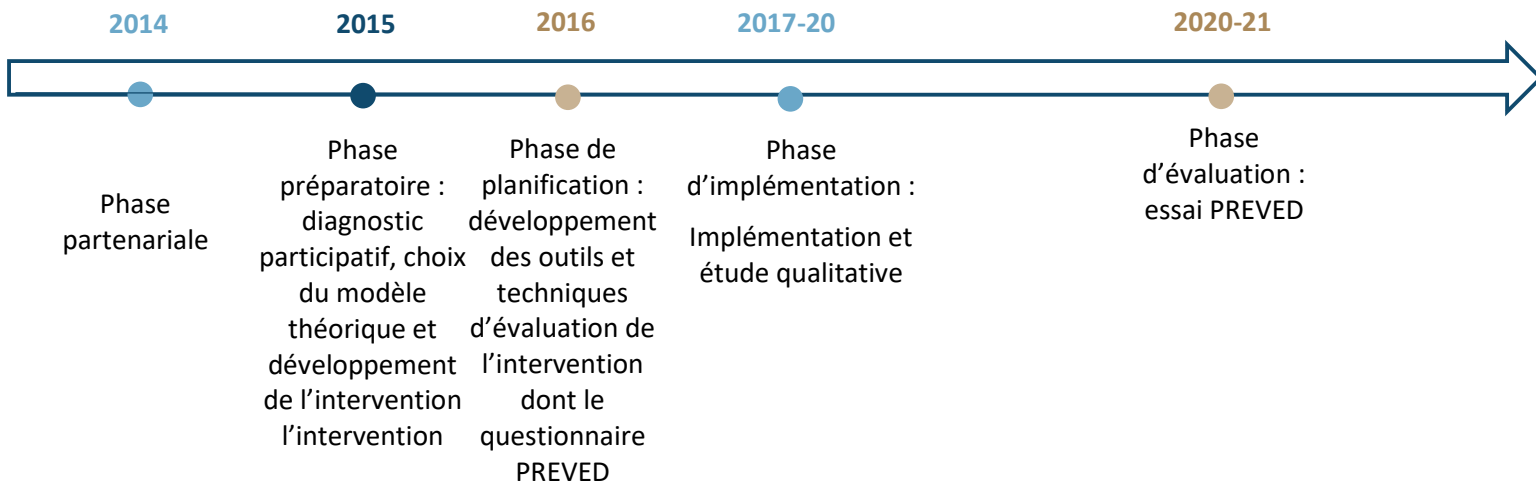 2014
2015
2016
2017-20
2020-21
Phase
partenariale
Phase
préparatoire :
diagnostic
participatif, choix
du modèle
théorique et
développement
de l'intervention
l'intervention
Phase de
planification :
développement
des outils et
techniques
d'évaluation de
l'intervention
dont le
questionnaire
PREVED
Phase
d'implémentation :
Implémentation et
étude qualitative
Phase
d'évaluation :
essai PREVED